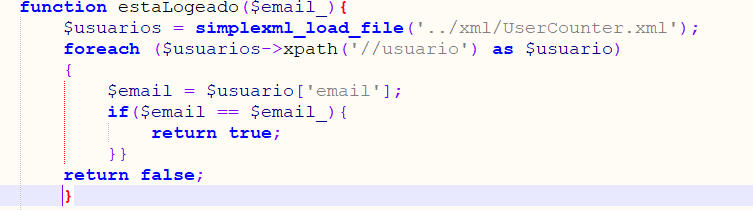 function estaLogeado($email_){
$usuarios = simplexml_load_file('../xml/UserCounter.xml');
foreach ($usuarios->xpath('//usuario') as $usuario)
{
$email = $usuario['email'];
if($email == $email_){
return true;
}}
return false;
}